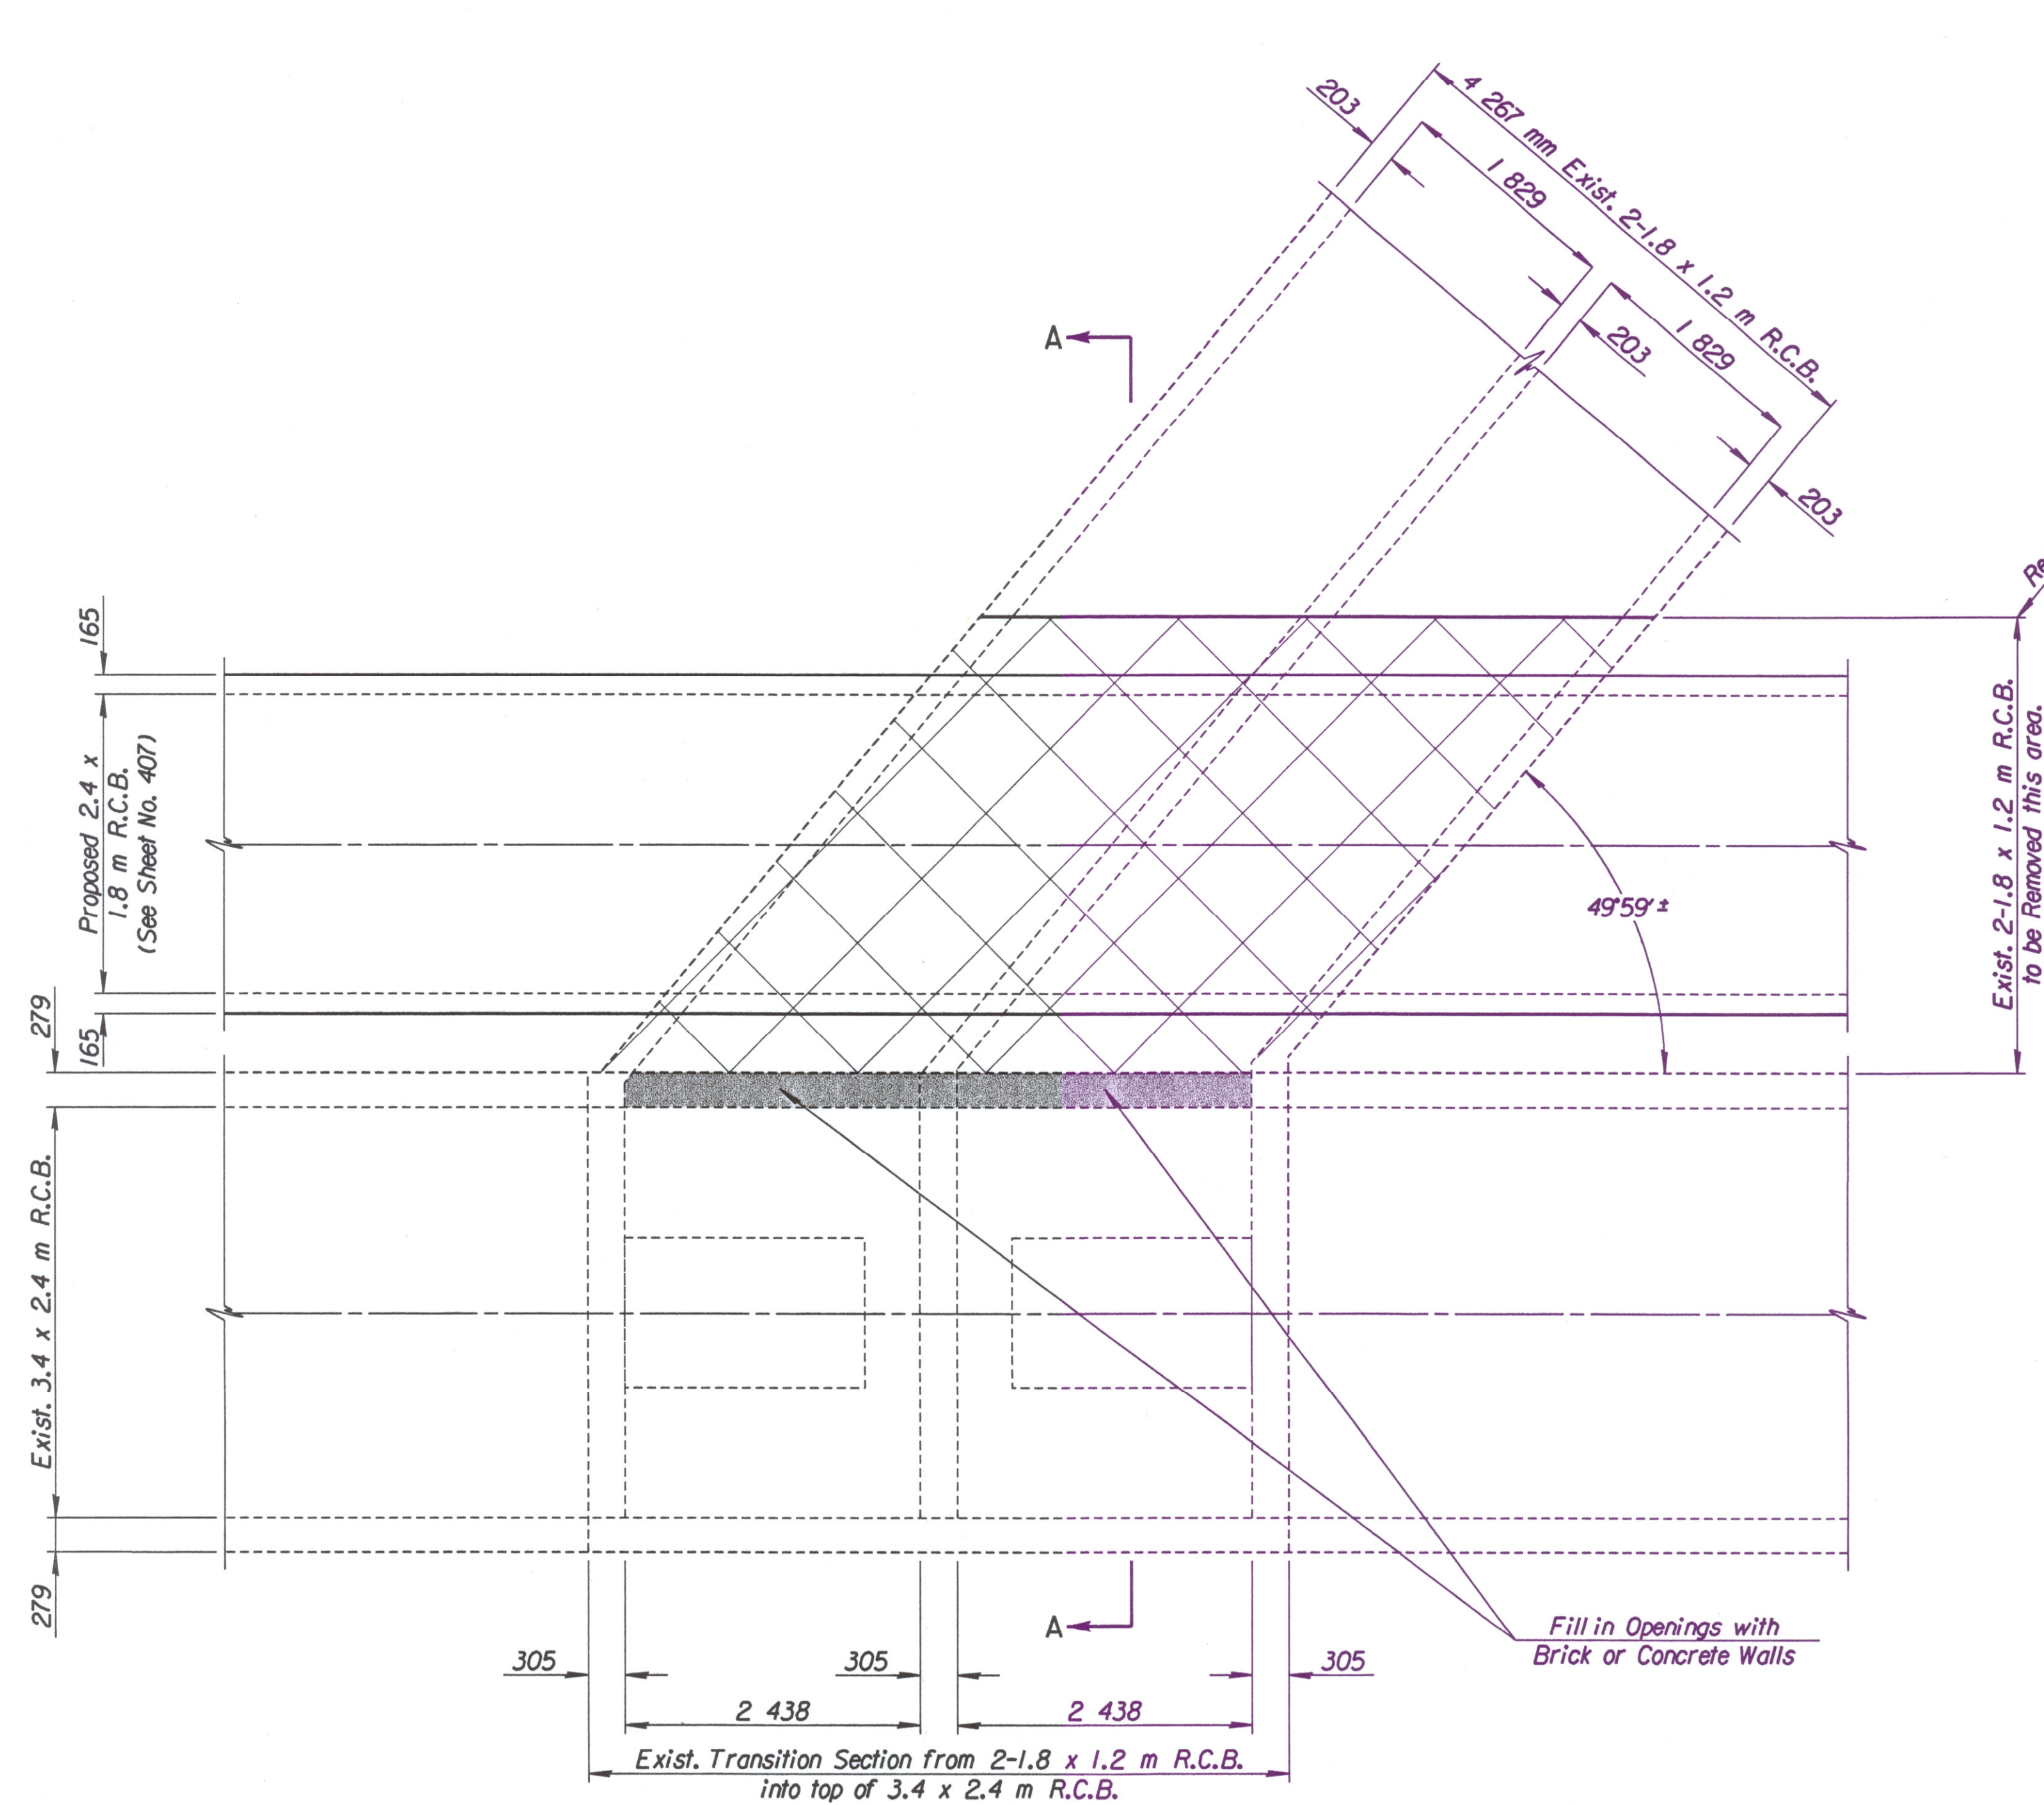 203
4 267 mm Exist. 2-1.8 x 1.2 m R.C.B.
1 829
203
1 829
203
A
165
Proposed 2.4 x
1.8 m R.C.B.
(See Sheet No. 407)
165
279
Exist. 3.4 x 2.4 m R.C.B.
279
49°59'±
Exist. 2-1.8 x 1.2 m R.C.B.
to be Removed this area.
A
Fill in Openings with
Brick or Concrete Walls
305
305
305
2 438
2 438
Exist. Transition Section from 2-1.8 x 1.2 m R.C.B.
into top of 3.4 x 2.4 m R.C.B.